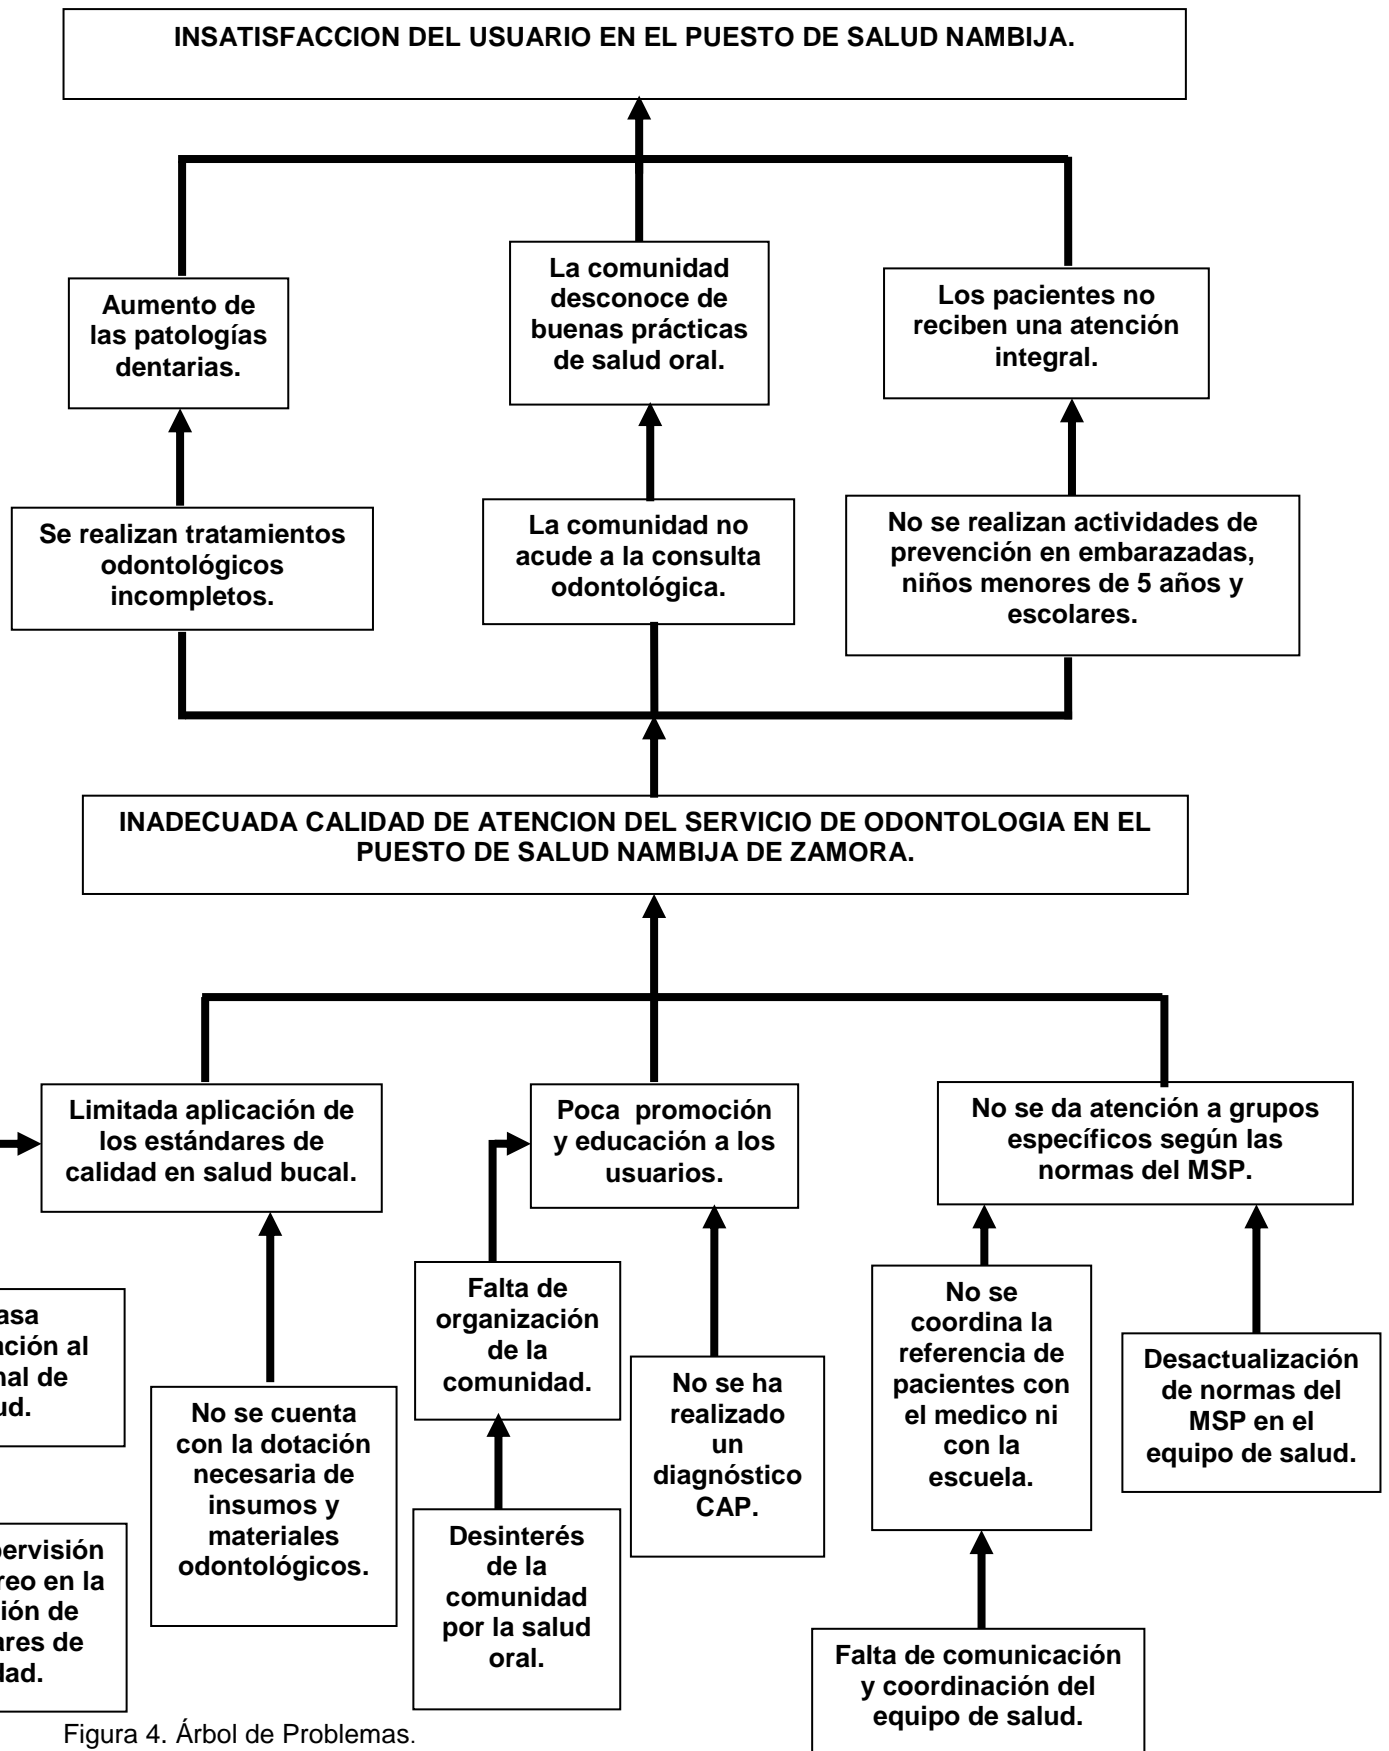 INSATISFACCION DEL USUARIO EN EL PUESTO DE SALUD NAMBIJA.
Aumento de
las patologías
dentarias.
La comunidad
desconoce de
buenas prácticas
de salud oral.
Los pacientes no
reciben una atención
integral.
Se realizan tratamientos
odontológicos
incompletos.
La comunidad no
acude a la consulta
odontológica.
No se realizan actividades de
prevención en embarazadas,
niños menores de 5 años y
escolares.
INADECUADA CALIDAD DE ATENCION DEL SERVICIO DE ODONTOLOGIA EN EL
PUESTO DE SALUD NAMBIJA DE ZAMORA.
Limitada aplicación de
los estándares de
calidad en salud bucal.
Poca promoción
y educación a los
usuarios.
No se da atención a grupos
específicos según las
normas del MSP.
al
de
No se cuenta
con la dotación
necesaria de
insumos y
materiales
odontológicos.
Falta de
organización
de la
comunidad.
No se ha
realizado
un
diagnóstico
CAP.
No se
coordina la
referencia de
pacientes con
el medico ni
con la
escuela.
Desactualización
de normas del
MSP en el
equipo de salud.
en la
de
de
Desinterés
de la
comunidad
por la salud
oral.
Falta de comunicación
y coordinación del
equipo de salud.
Figura 4. Árbol de Problemas.